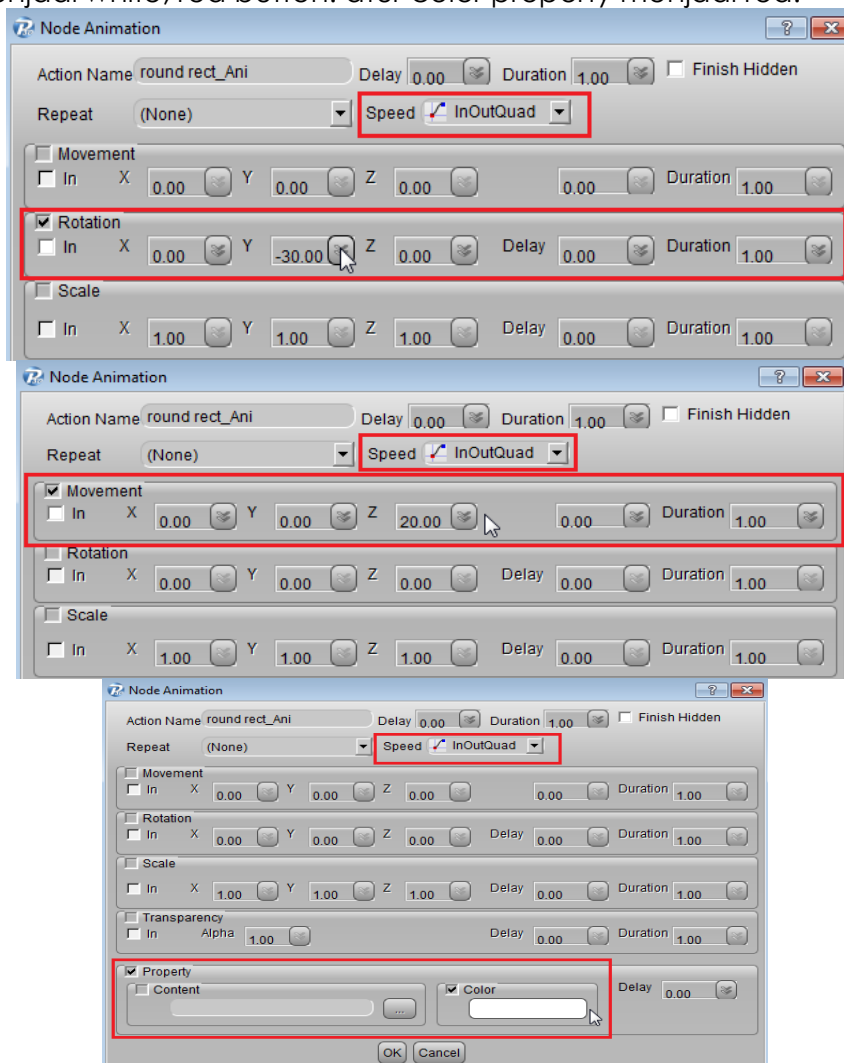 Node Animation
Action Name round rect_Ani Delay 0.00 Duration 1.00 Finish Hidden
Repeat (None) Speed InOutQuad
Movement
In X 0.00 Y 0.00 Z 0.00 0.00 Duration 1.00
Rotation
In X 0.00 Y -30.00 Z 0.00 Delay 0.00 Duration 1.00
Scale
In X 1.00 Y 1.00 Z 1.00 Delay 0.00 Duration 1.00
Node Animation
Action Name round rect_Ani Delay 0.00 Duration 1.00 Finish Hidden
Repeat (None) Speed InOutQuad
Movement
In X 0.00 Y 0.00 Z 20.00 0.00 Duration 1.00
Rotation
In X 0.00 Y 0.00 Z 0.00 Delay 0.00 Duration 1.00
Scale
In X 1.00 Y 1.00 Z 1.00 Delay 0.00 Duration 1.00
Node Animation
Action Name round rect_Ani Delay 0.00 Duration 1.00 Finish Hidden
Repeat (None) Speed InOutQuad
Movement
In X 0.00 Y 0.00 Z 0.00 0.00 Duration 1.00
Rotation
In X 0.00 Y 0.00 Z 0.00 Delay 0.00 Duration 1.00
Scale
In X 1.00 Y 1.00 Z 1.00 Delay 0.00 Duration 1.00
Transparency
In Alpha 1.00 Delay 0.00 Duration 1.00
Property
Content Color Delay 0.00
...
OK Cancel